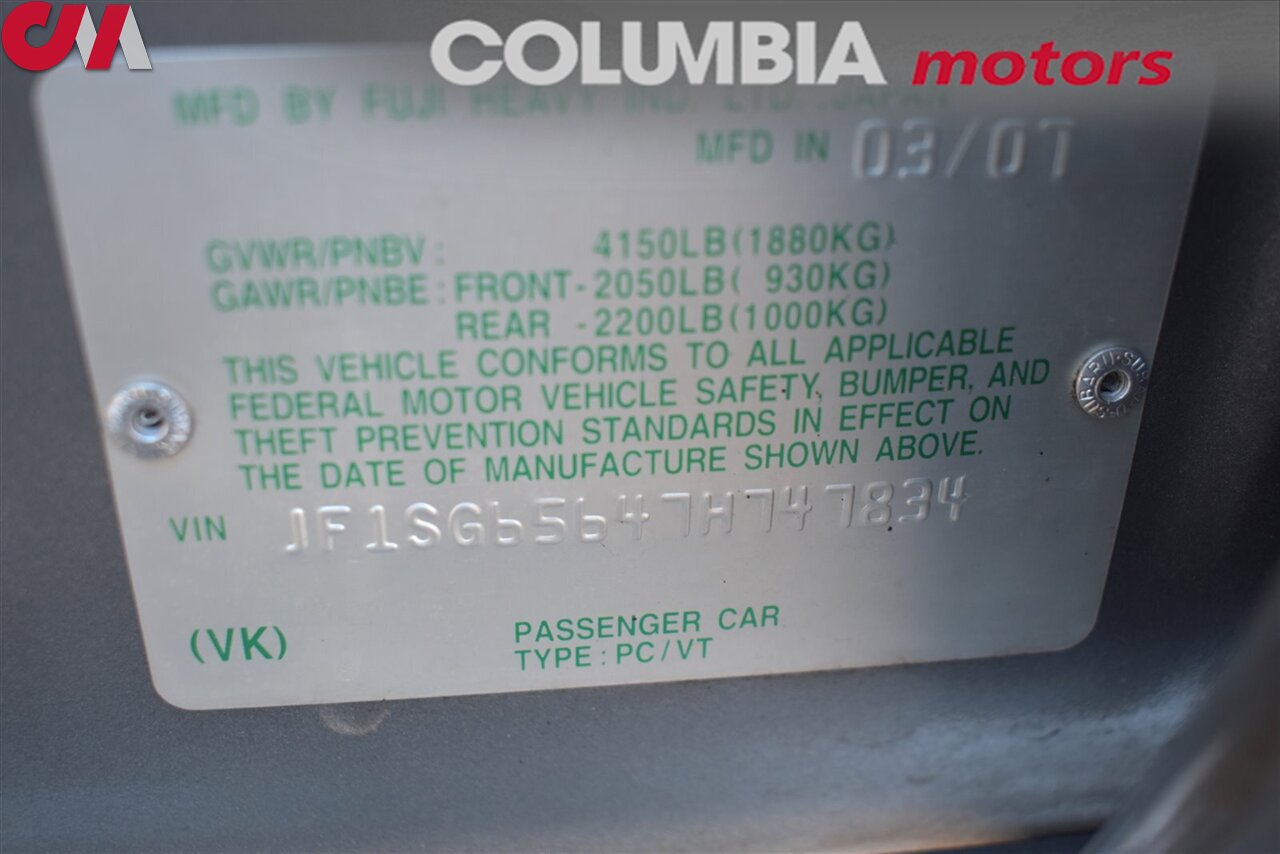 CM
COLUMBIA motors
MFD BY FUJI HEAVY IND. LTD., JAPAN
MFD IN 03/07
GVWR/PNBV: 4150LB(1880KG)
GAWR/PNBE: FRONT-2050LB( 930KG)
REAR -2200LB(1000KG)
THIS VEHICLE CONFORMS TO ALL APPLICABLE
FEDERAL MOTOR VEHICLE SAFETY, BUMPER, AND
THEFT PREVENTION STANDARDS IN EFFECT ON
THE DATE OF MANUFACTURE SHOWN ABOVE.
VIN JF1SG65647H747834
(VK)
PASSENGER CAR
TYPE: PC/VT
SUBARU